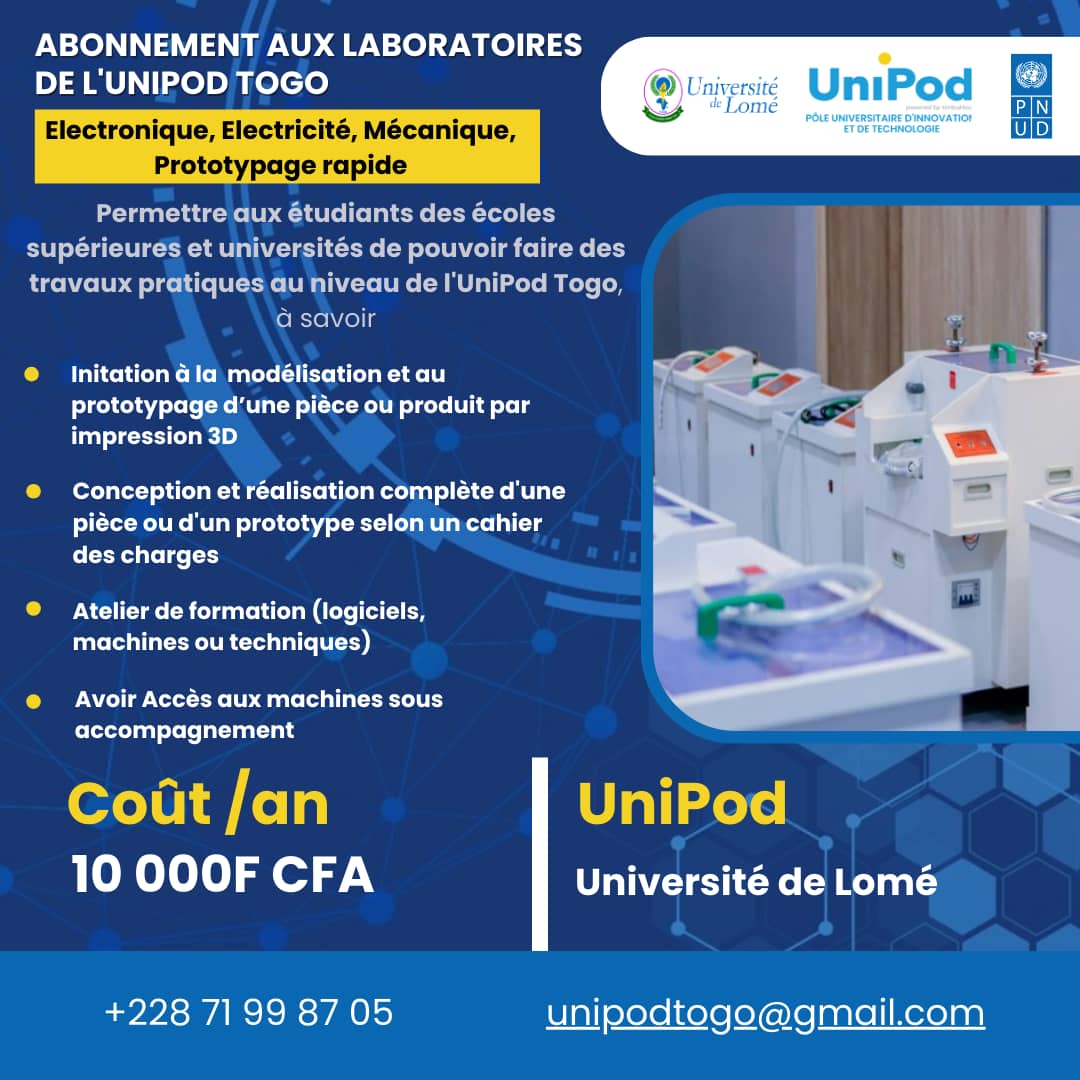 ABONNEMENT AUX LABORATOIRES
DE L'UNIPOD TOGO
Electronique, Electricité, Mécanique,
Prototypage rapide
Université
de Lomé
UniPod
powered by timbuktoo
PÔLE UNIVERSITAIRE D'INNOVATION
ET DE TECHNOLOGIE
P N
U D
Permettre aux étudiants des écoles
supérieures et universités de pouvoir faire des
travaux pratiques au niveau de l'UniPod Togo,
à savoir
Initation à la modélisation et au
prototypage d’une pièce ou produit par
impression 3D
Conception et réalisation complète d'une
pièce ou d'un prototype selon un cahier
des charges
Atelier de formation (logiciels,
machines ou techniques)
Avoir Accès aux machines sous
accompagnement
Coût /an
10 000F CFA
UniPod
Université de Lomé
+228 71 99 87 05
unipodtogo@gmail.com